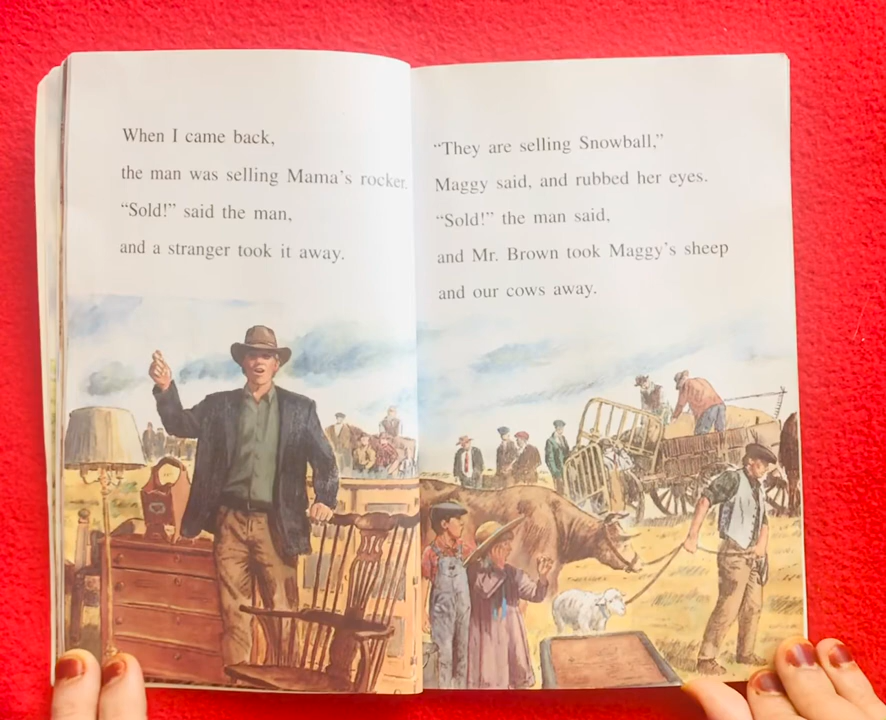 When I came back,
the man was selling Mama's rocker.
“Sold!” said the man,
and a stranger took it away.
“They are selling Snowball,”
Maggy said, and rubbed her eyes.
“Sold!” the man said,
and Mr. Brown took Maggy's sheep
and our cows away.